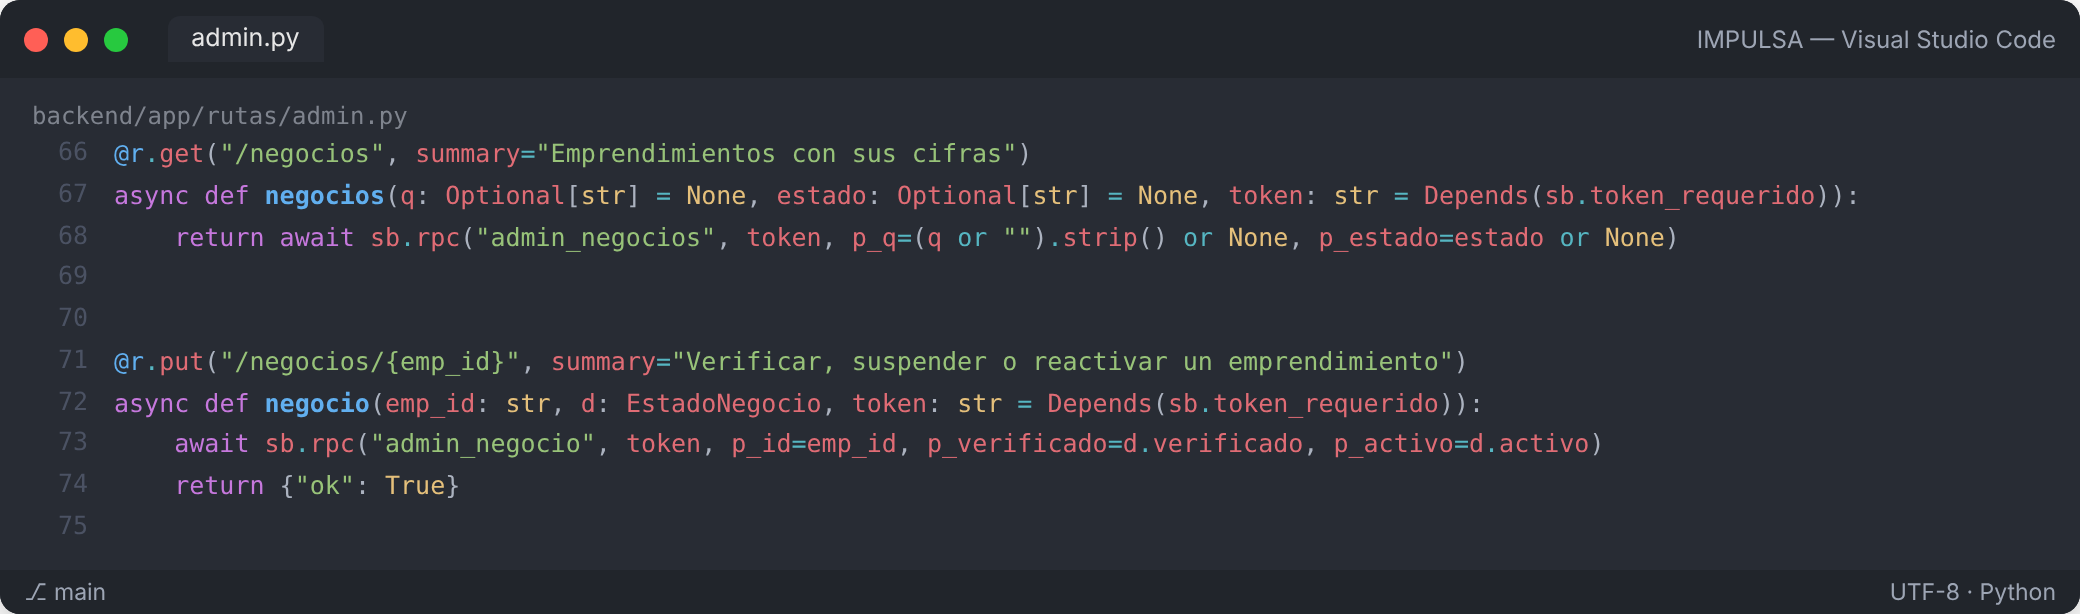 admin.py
IMPULSA — Visual Studio Code
backend/app/rutas/admin.py
66 @r.get("/negocios", summary="Emprendimientos con sus cifras")
67 async def negocios(q: Optional[str] = None, estado: Optional[str] = None, token: str = Depends(sb.token_requerido)):
68     return await sb.rpc("admin_negocios", token, p_q=(q or "").strip() or None, p_estado=estado or None)
69
70
71 @r.put("/negocios/{emp_id}", summary="Verificar, suspender o reactivar un emprendimiento")
72 async def negocio(emp_id: str, d: EstadoNegocio, token: str = Depends(sb.token_requerido)):
73     await sb.rpc("admin_negocio", token, p_id=emp_id, p_verificado=d.verificado, p_activo=d.activo)
74     return {"ok": True}
75
⎇ main
UTF-8 · Python